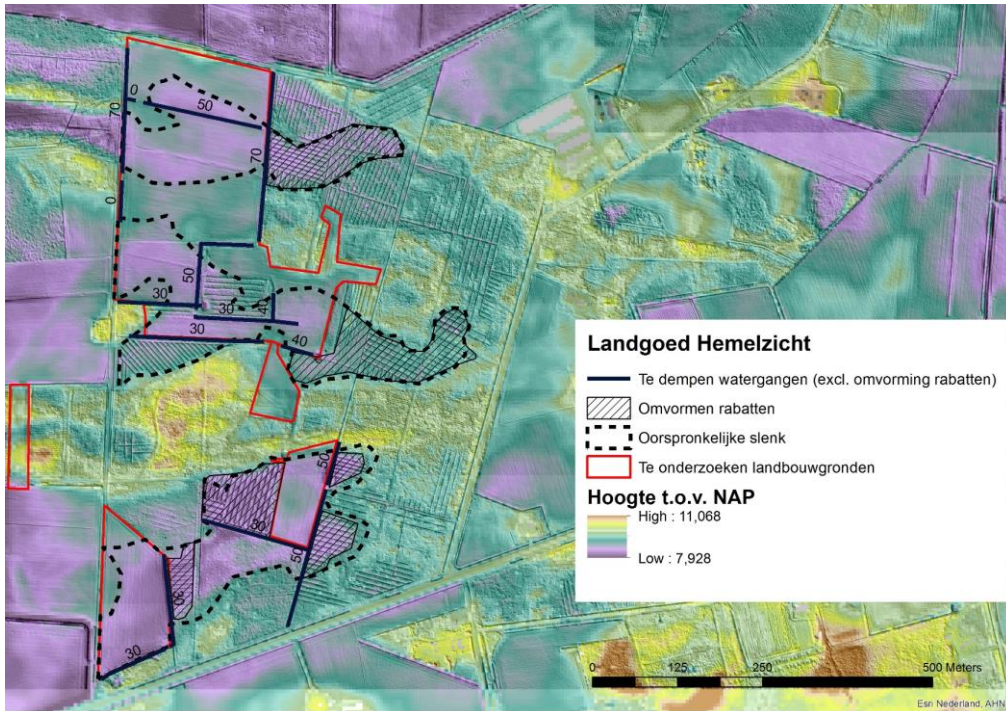 0
50
70
70
0
50
30
30
40
30
40
50
30
50
30
30
Landgoed Hemelzicht
Te dempen watergangen (excl. omvorming rabatten)
Omvormen rabatten
Oorspronkelijke slenk
Te onderzoeken landbouwgronden
Hoogte t.o.v. NAP
High : 11,068
Low : 7,928
0 125 250 500 Meters
Esri Nederland, AHN